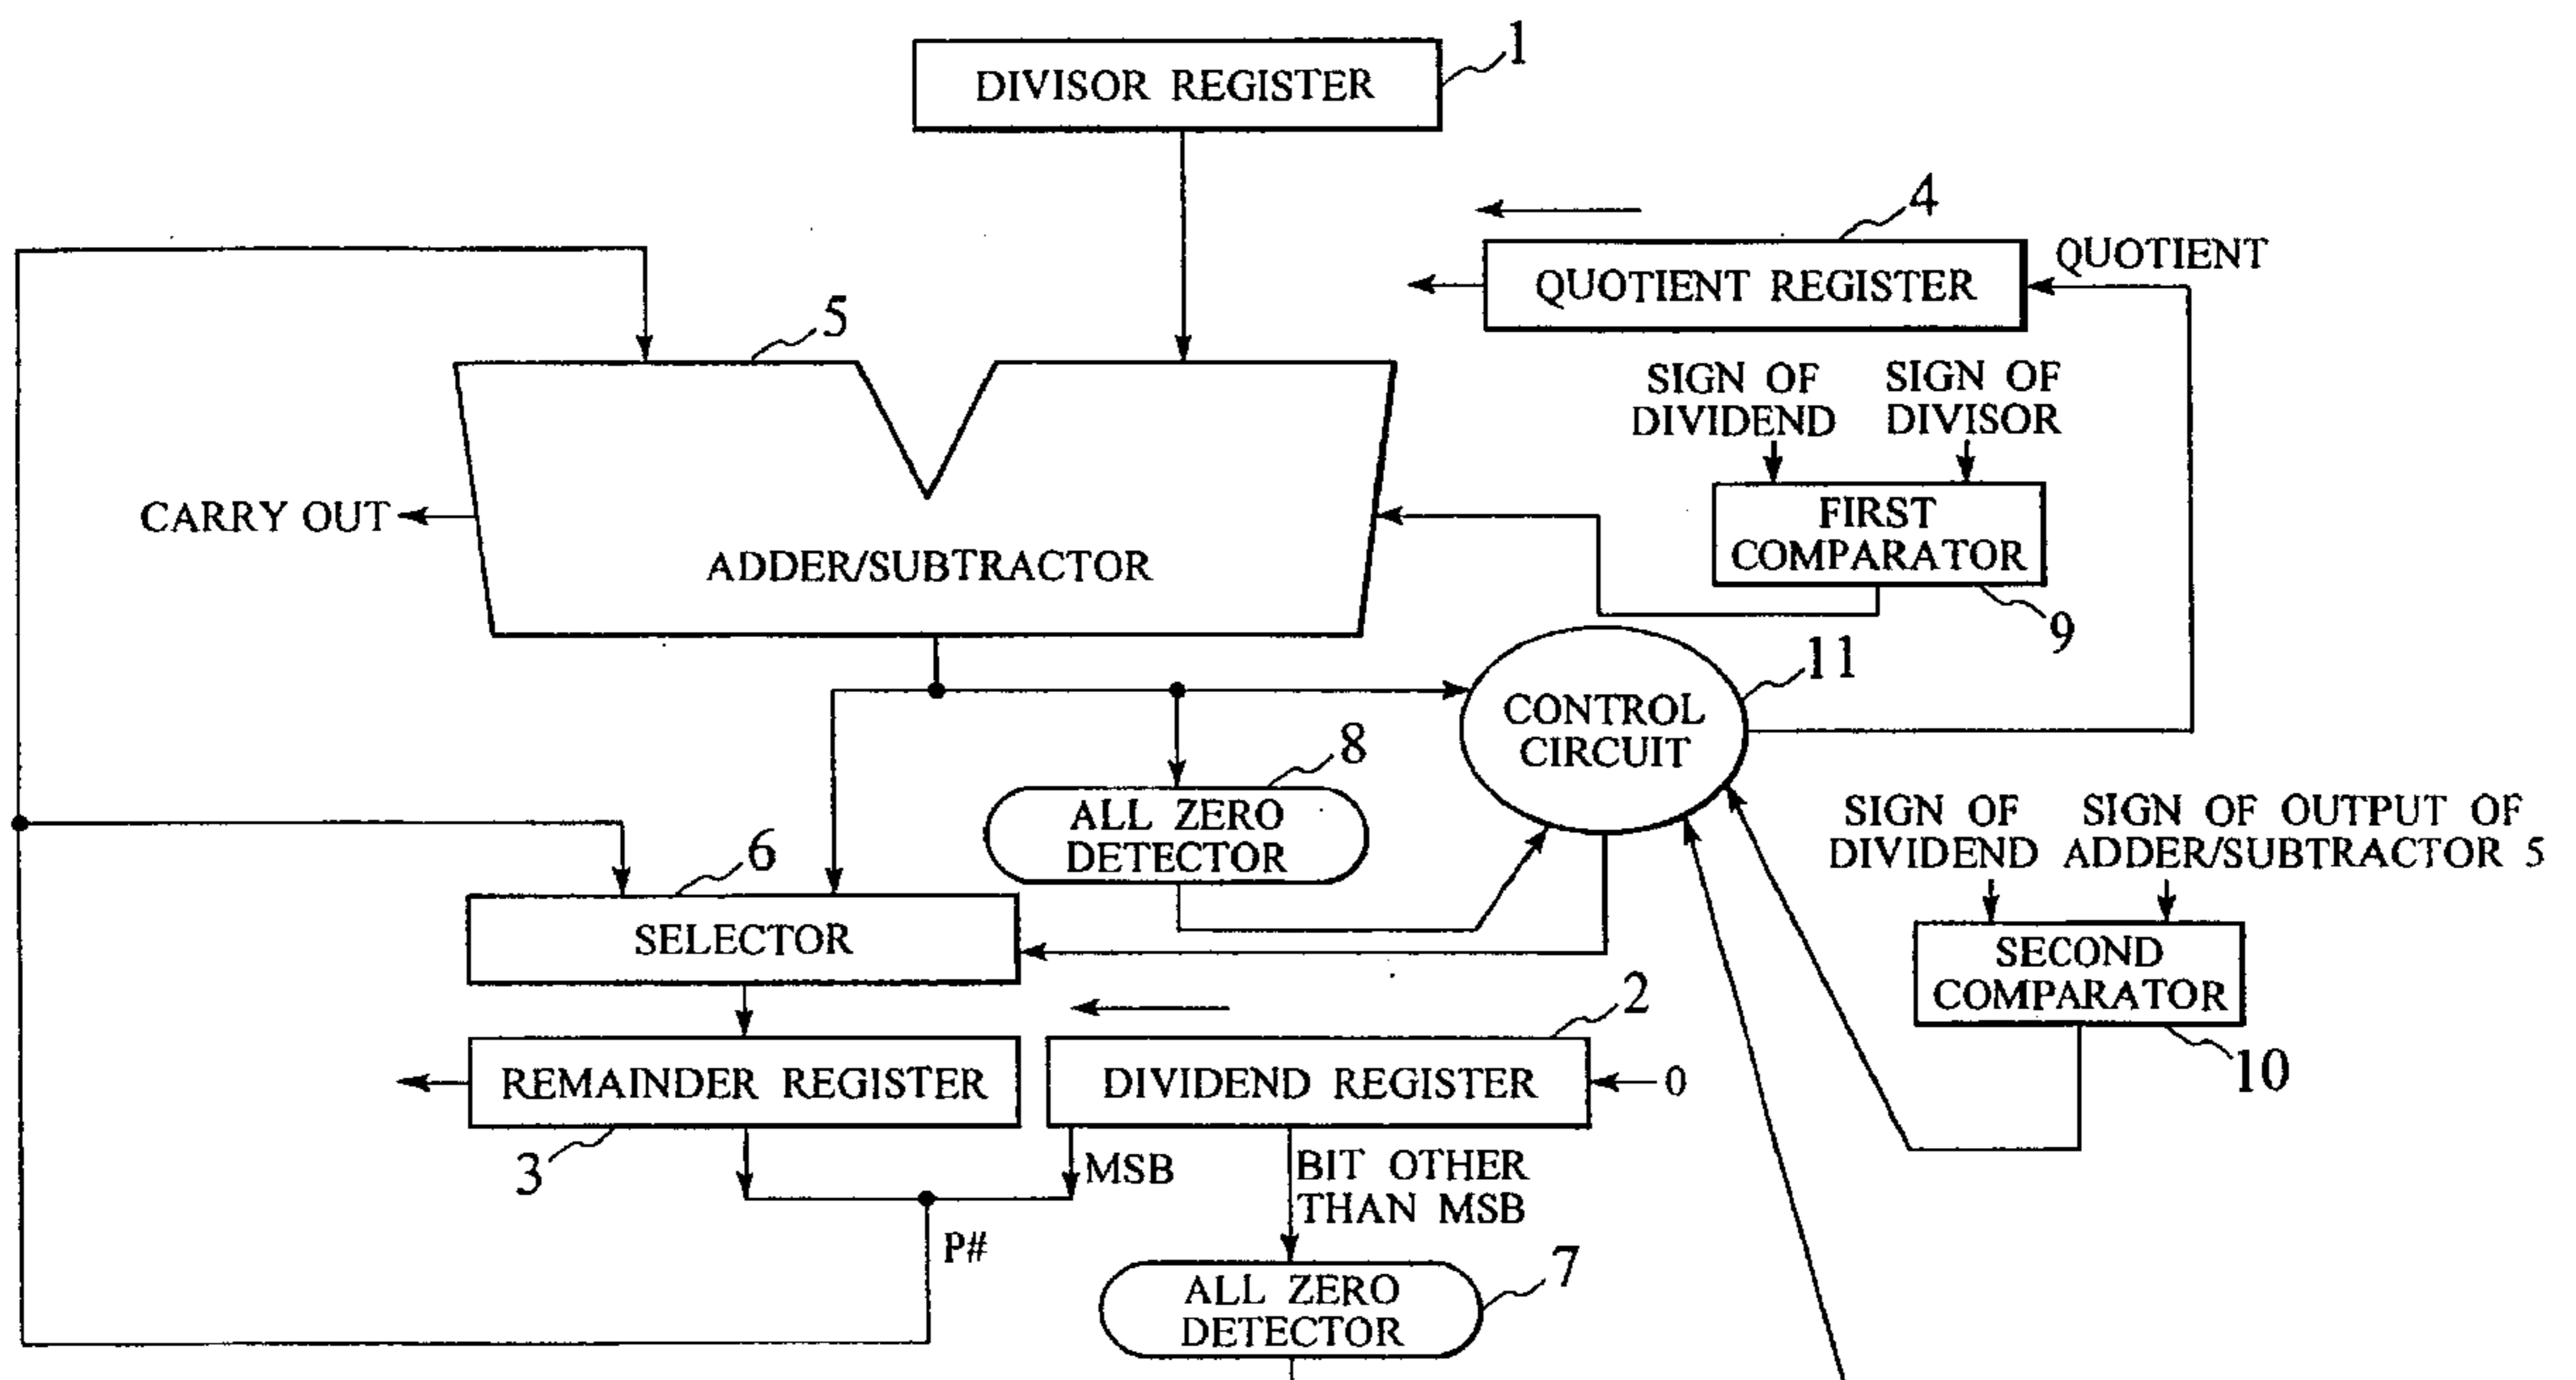 1
DIVISOR REGISTER
4
QUOTIENT
QUOTIENT REGISTER
5
SIGN OF
DIVIDEND
SIGN OF
DIVISOR
CARRY OUT
FIRST
COMPARATOR
ADDER/SUBTRACTOR
9
11
CONTROL
CIRCUIT
8
ALL ZERO
DETECTOR
SIGN OF
DIVIDEND
SIGN OF OUTPUT OF
ADDER/SUBTRACTOR 5
6
SELECTOR
SECOND
COMPARATOR
2
10
REMAINDER REGISTER
DIVIDEND REGISTER
0
3
MSB
BIT OTHER
THAN MSB
P#
7
ALL ZERO
DETECTOR